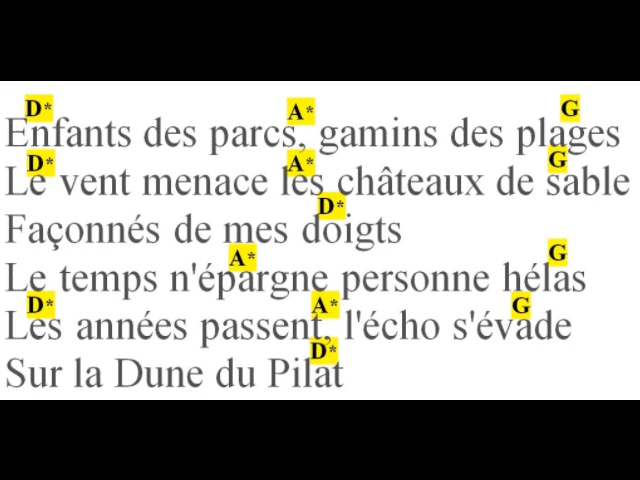 D* A* G
Enfants des parcs, gamins des plages
D* A* G
Le vent menace les châteaux de sable
D*
Façonnés de mes doigts
A* G
Le temps n'épargne personne hélas
D* A* G
Les années passent, l'écho s'évade
D*
Sur la Dune du Pilat